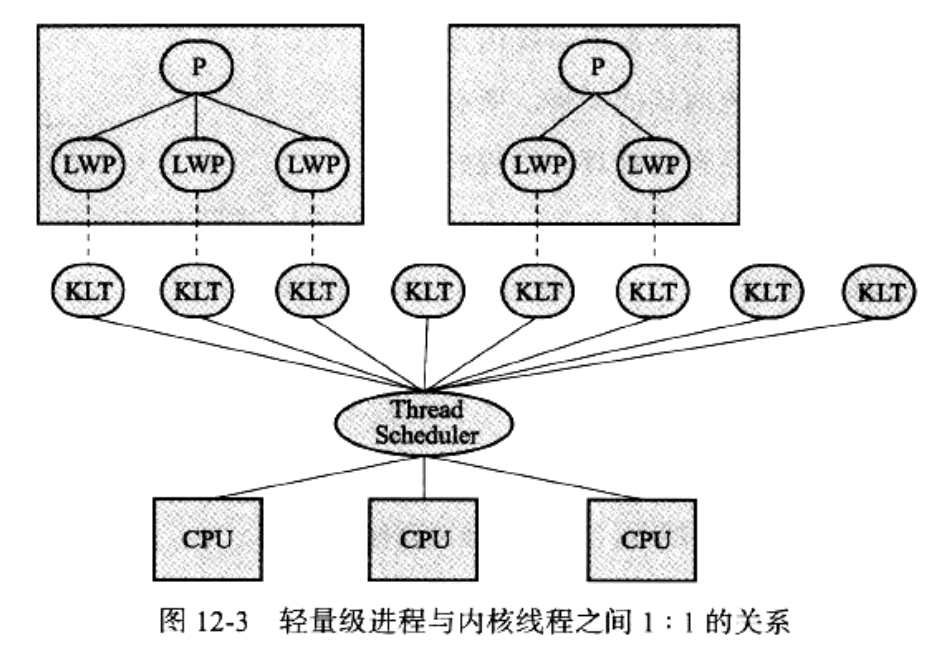 P P
LWP LWP LWP LWP LWP
KLT KLT KLT KLT KLT KLT KLT KLT
Thread
Scheduler
CPU CPU CPU
图 12-3 轻量级进程与内核线程之间 1：1 的关系